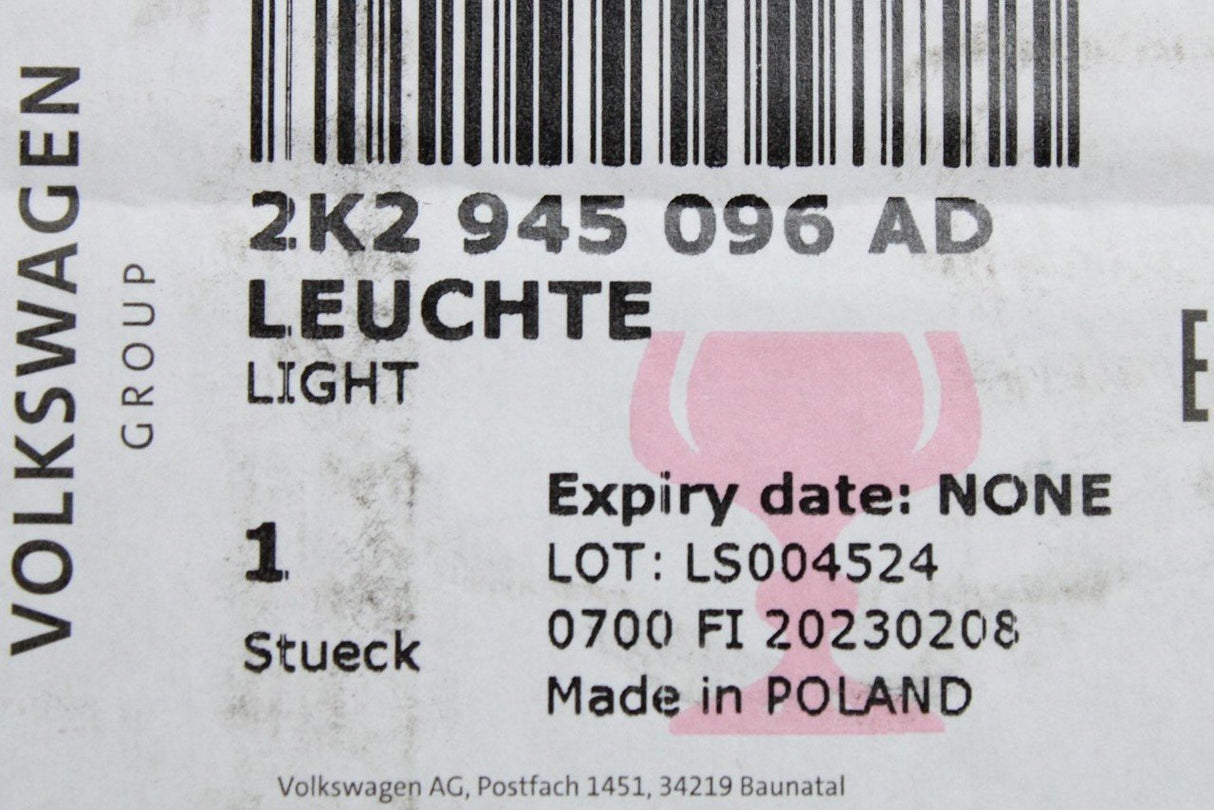 VOLKSWAGEN
GROUP
2K2 945 096 AD
LEUCHTE
LIGHT
1
Stueck
Expiry date: NONE
LOT: LS004524
0700 FI 20230208
Made in POLAND
E
Volkswagen AG, Postfach 1451, 34219 Baunatal